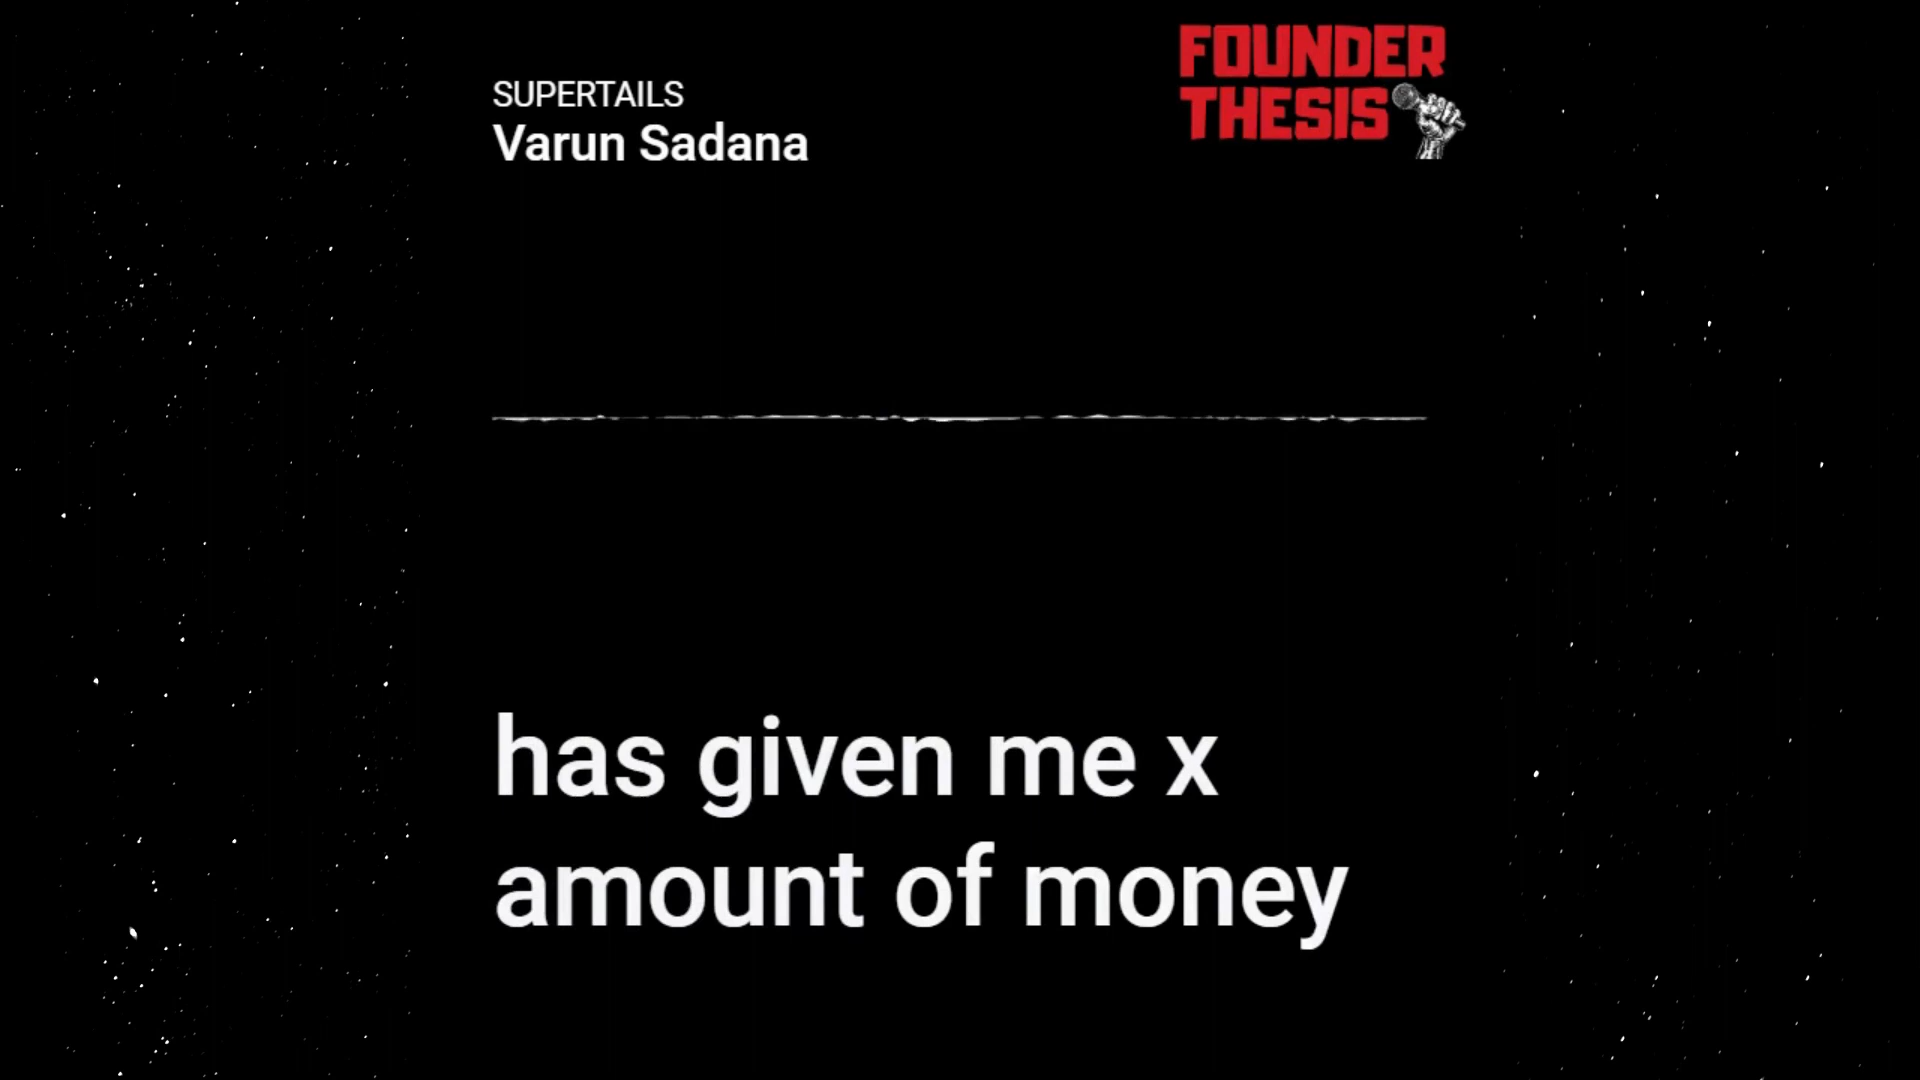 SUPERTAILS
Varun Sadana
FOUNDER
THESIS
has given me x
amount of money